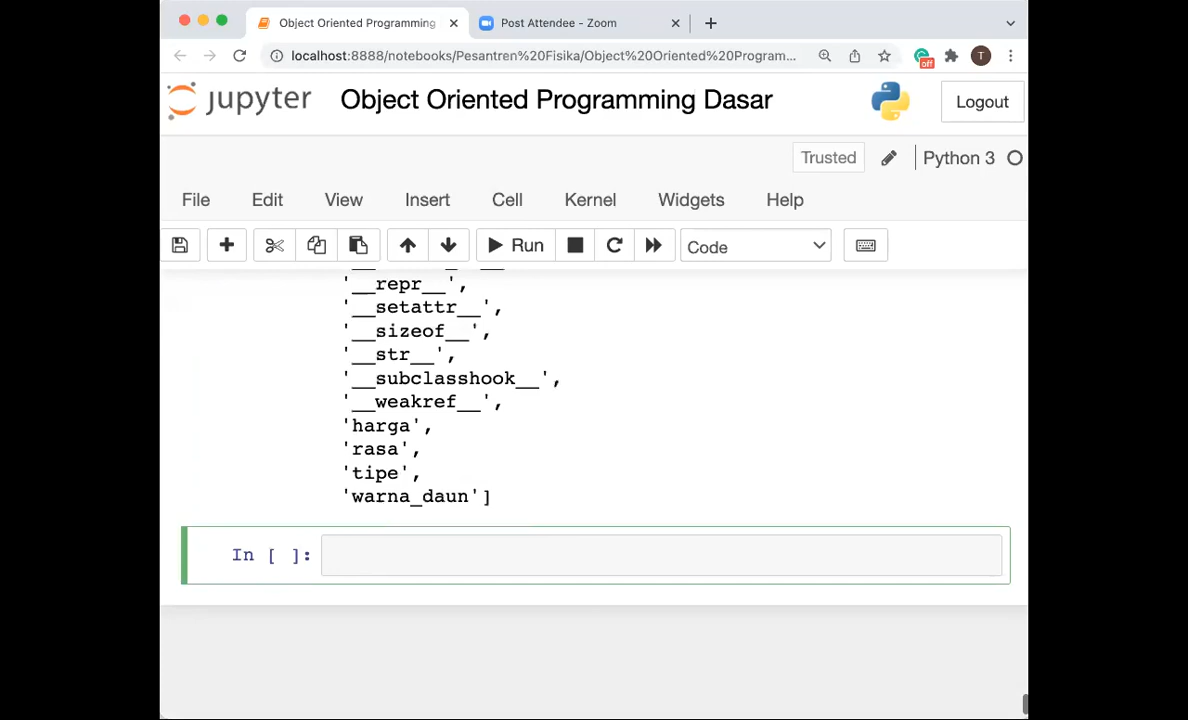 Object Oriented Programming
Post Attendee - Zoom
localhost:8888/notebooks/Pesantren%20Fisika/Object%20Oriented%20Program...
off
T
jupyter
Object Oriented Programming Dasar
Logout
Trusted
Python 3
File Edit View Insert Cell Kernel Widgets Help
Run
Code
'__repr__',
'__setattr__',
'__sizeof__',
'__str__',
'__subclasshook__',
'__weakref__',
'harga',
'rasa',
'tipe',
'warna_daun']
In [ ]: